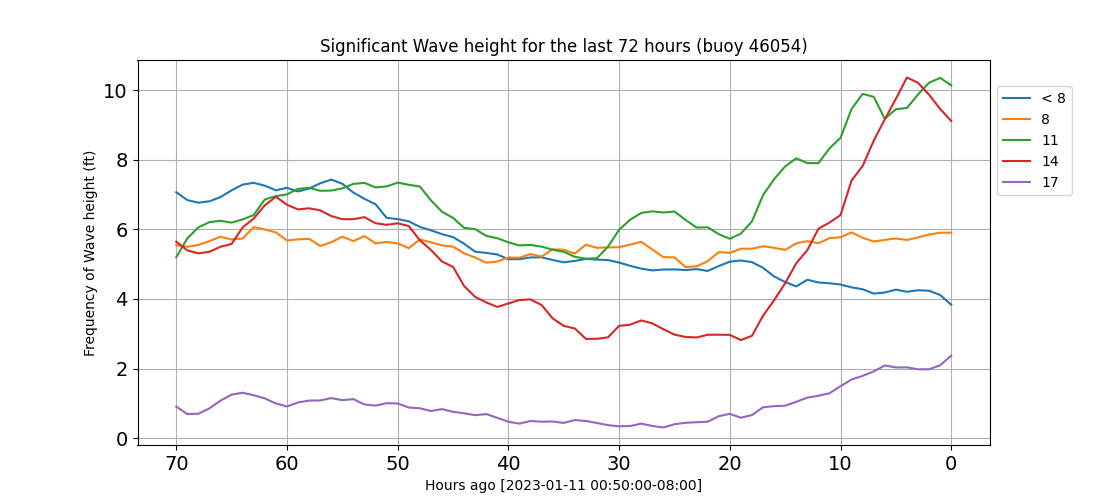 Significant Wave height for the last 72 hours (buoy 46054)
Frequency of Wave height (ft)
10
8
6
4
2
0
70 60 50 40 30 20 10 0
Hours ago [2023-01-11 00:50:00-08:00]
< 8
8
11
14
17